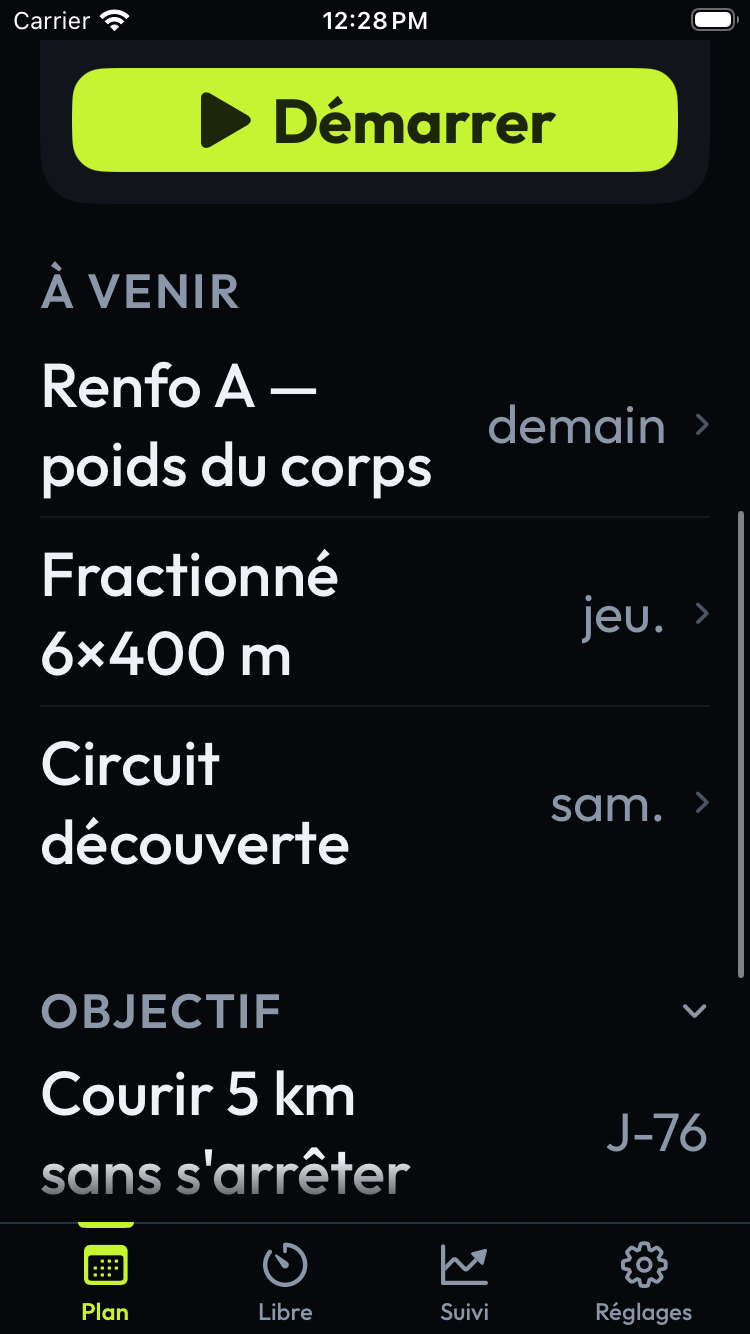 Carrier 12:28 PM
Démarrer
À VENIR
Renfo A —
poids du corps
demain
Fractionné
6×400 m
jeu.
Circuit
découverte
sam.
OBJECTIF
Courir 5 km
sans s'arrêter
J-76
Plan Libre Suivi Réglages